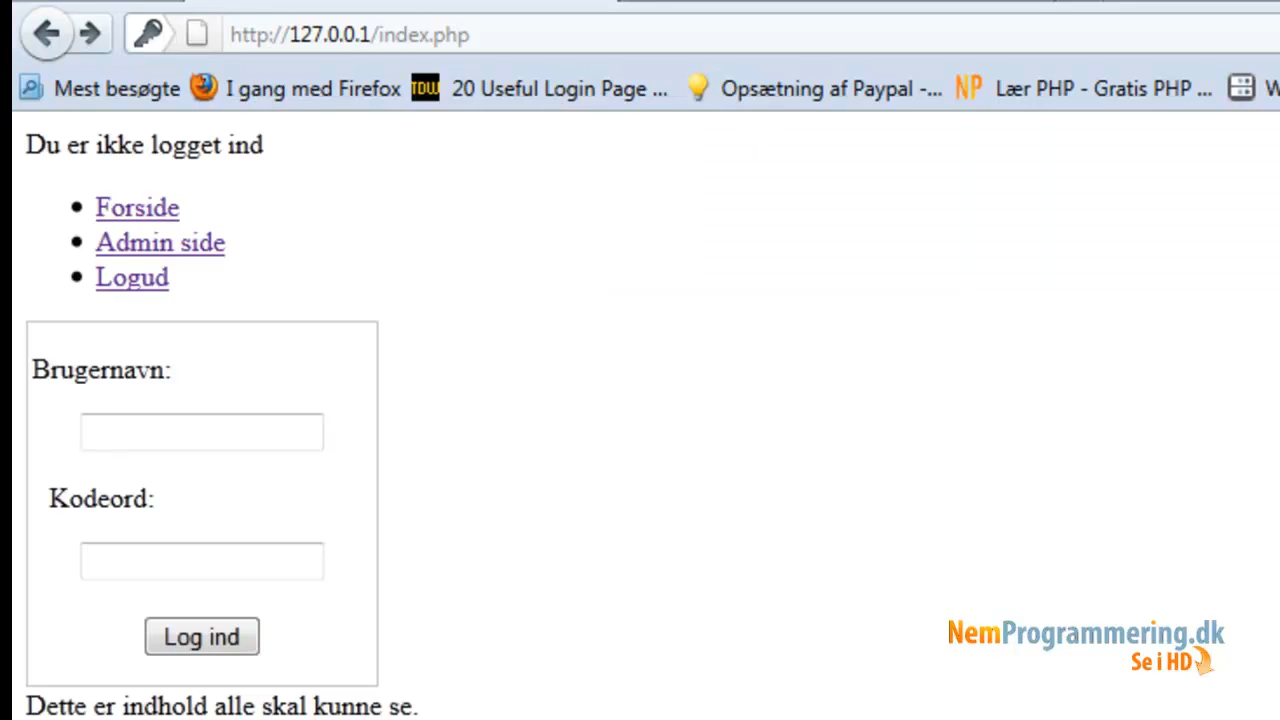 http://127.0.0.1/index.php
Mest besøgte I gang med Firefox TDW 20 Useful Login Page ... Opsætning af Paypal -... NP Lær PHP - Gratis PHP ... W
Du er ikke logget ind
Forside
Admin side
Logud
Brugernavn:
Kodeord:
Log ind
NemProgrammering.dk
Se i HD
Dette er indhold alle skal kunne se.